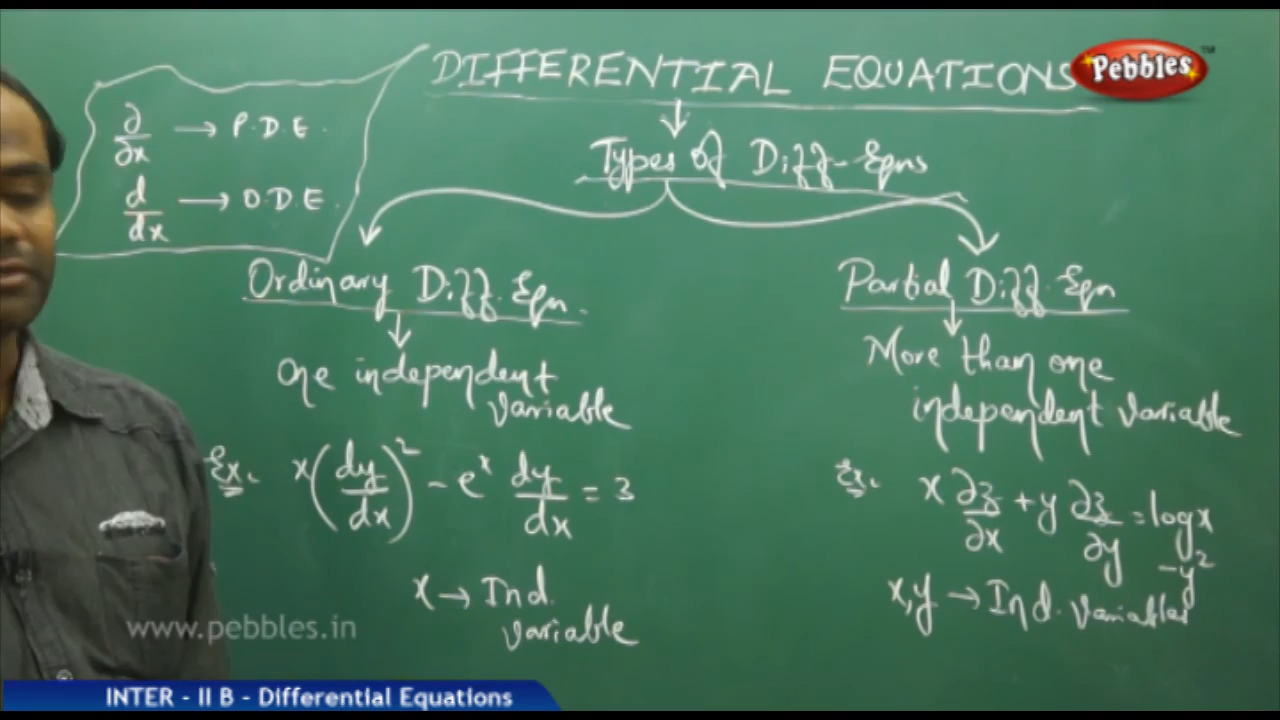 DIFFERENTIAL EQUATIONS
Pebbles™
∂/∂x → P.D.E.
d/dx → O.D.E.
Types of Diff-Eqns
Ordinary Diff. Eqn.
One independent
variable
Ex. x(dy/dx)² - eˣ dy/dx = 3
x → Ind.
variable
Partial Diff. Eqn
More than one
independent variable
Ex. x ∂z/∂x + y ∂z/∂y = log x
- y²
x, y → Ind. variables
www.pebbles.in
INTER - II B - Differential Equations